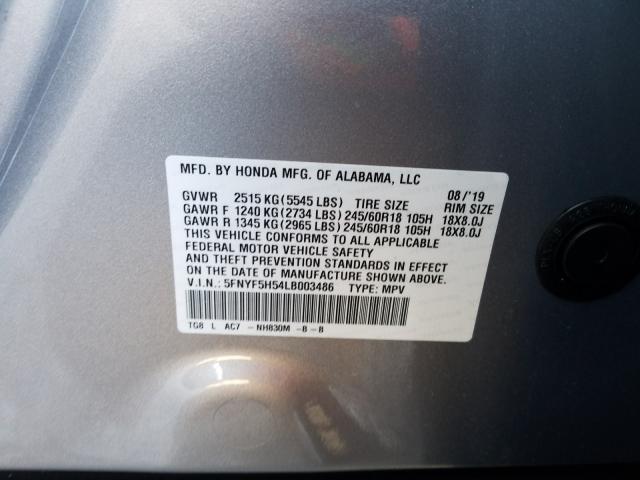 MFD. BY HONDA MFG. OF ALABAMA, LLC
08/'19
GVWR 2515 KG (5545 LBS) TIRE SIZE RIM SIZE
GAWR F 1240 KG (2734 LBS) 245/60R18 105H 18X8.0J
GAWR R 1345 KG (2965 LBS) 245/60R18 105H 18X8.0J
THIS VEHICLE CONFORMS TO ALL APPLICABLE
FEDERAL MOTOR VEHICLE SAFETY
AND THEFT PREVENTION STANDARDS IN EFFECT
ON THE DATE OF MANUFACTURE SHOWN ABOVE.
V.I.N.: 5FNYF5H54LB003486 TYPE: MPV
TG8 L AC7 - NH830M -B - B